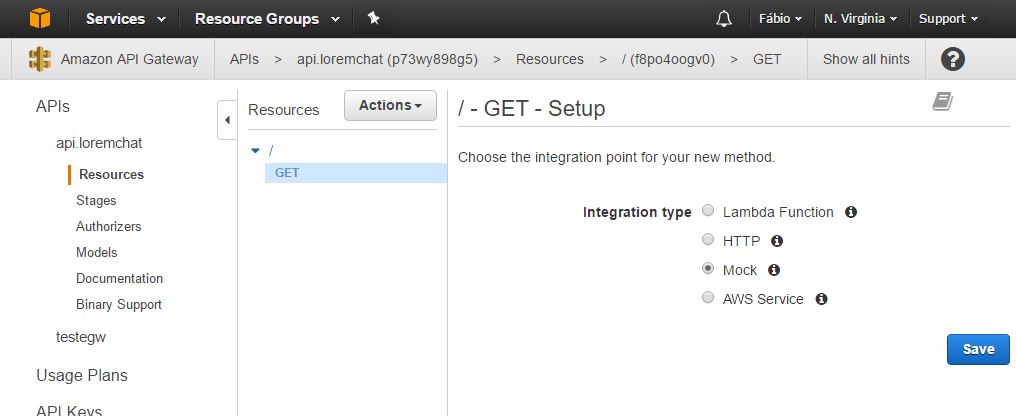 Services Resource Groups Fábio N. Virginia Support
Amazon API Gateway APIs > api.loremchat (p73wy898g5) > Resources > / (f8po4oogv0) > GET Show all hints ?
APIs
api.loremchat
Resources
Stages
Authorizers
Models
Documentation
Binary Support
testegw
Usage Plans
API Keys
Resources Actions
/
GET
/ - GET - Setup
Choose the integration point for your new method.
Integration type Lambda Function
HTTP
Mock
AWS Service
Save